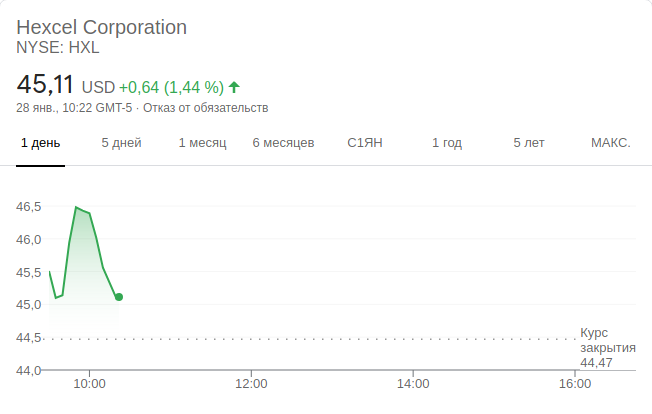 Hexcel Corporation
NYSE: HXL
45,11 USD +0,64 (1,44 %)
28 янв., 10:22 GMT-5 · Отказ от обязательств
1 день 5 дней 1 месяц 6 месяцев С1ЯН 1 год 5 лет МАКС.
46,5
46,0
45,5
45,0
44,5
44,0
Курс
закрытия
44,47
10:00 12:00 14:00 16:00